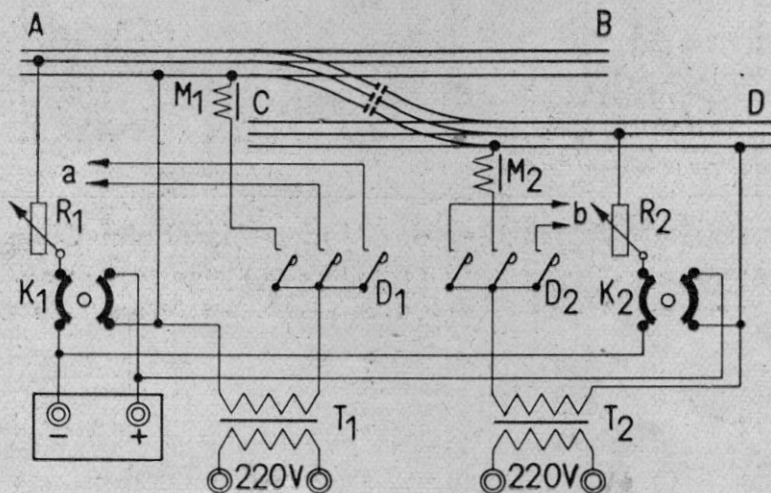 A B
M1 C D
a M2
R1 b R2
K1 D1 D2 K2
− + T1 T2
220V 220V